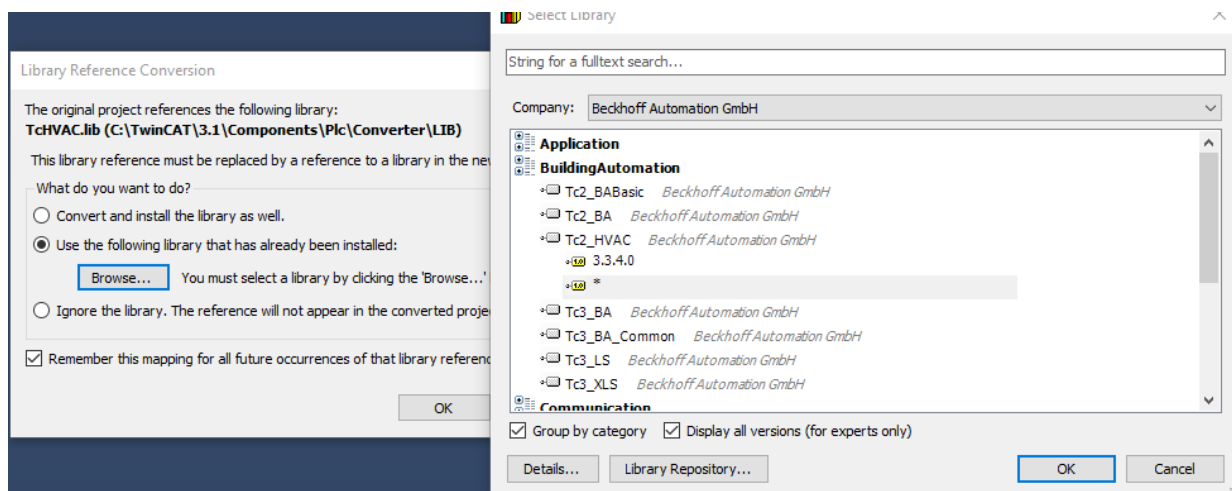 Library Reference Conversion
The original project references the following library:
TcHVAC.lib (C:\TwinCAT\3.1\Components\Plc\Converter\LIB)
This library reference must be replaced by a reference to a library in the
What do you want to do?
Convert and install the library as well.
Use the following library that has already been installed:
Browse...
You must select a library by clicking the 'Browse...'
Ignore the library. The reference will not appear in the converted
Remember this mapping for all future occurrences of that library
OK
Select Library
String for a fulltext search...
Company: Beckhoff Automation GmbH
Application
BuildingAutomation
Tc2_BABasic Beckhoff Automation GmbH
Tc2_BA Beckhoff Automation GmbH
Tc2_HVAC Beckhoff Automation GmbH
1.0 3.3.4.0
1.0 *
Tc3_BA Beckhoff Automation GmbH
Tc3_BA_Common Beckhoff Automation GmbH
Tc3_LS Beckhoff Automation GmbH
Tc3_XLS Beckhoff Automation GmbH
Communication
Group by category
Display all versions (for experts only)
Details...
Library Repository...
OK
Cancel